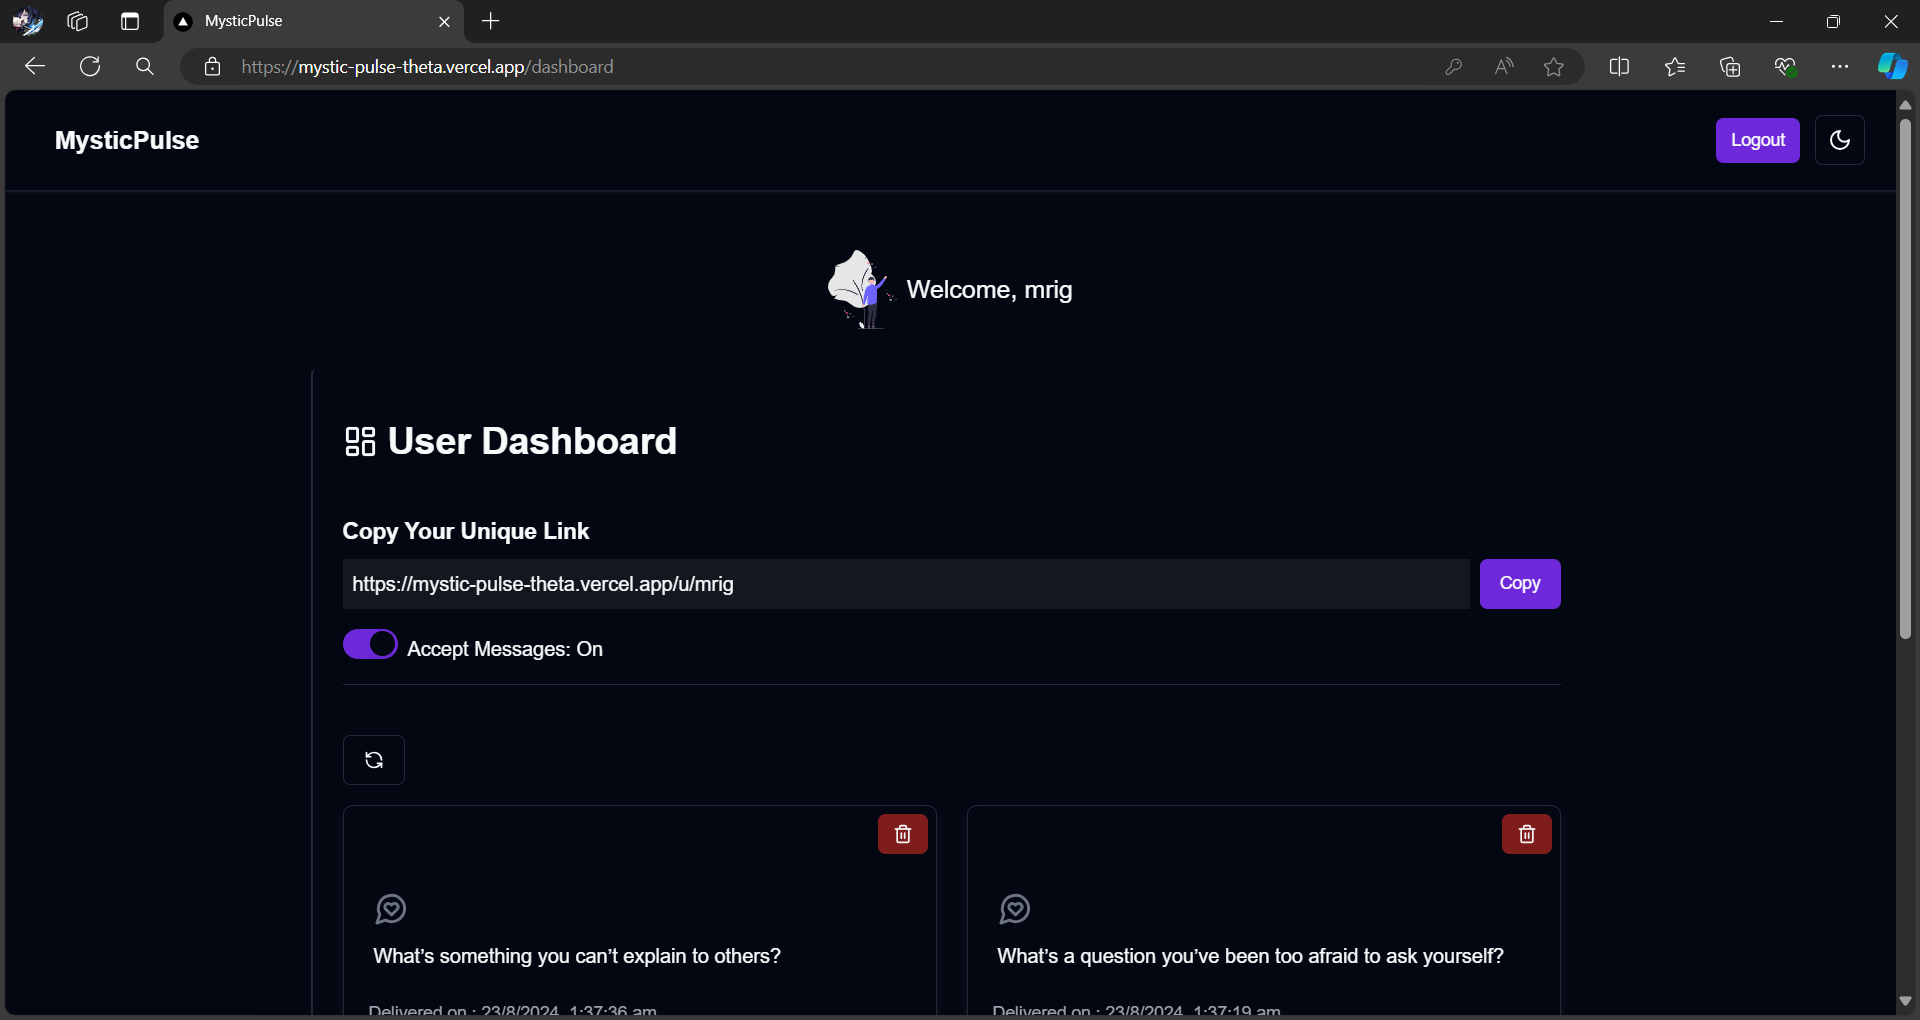 MysticPulse
https://mystic-pulse-theta.vercel.app/dashboard
MysticPulse
Logout
Welcome, mrig
User Dashboard
Copy Your Unique Link
https://mystic-pulse-theta.vercel.app/u/mrig
Copy
Accept Messages: On
What’s something you can’t explain to others?
What’s a question you’ve been too afraid to ask yourself?
Delivered on : 23/8/2024, 1:37:36 am
Delivered on : 23/8/2024, 1:37:19 am